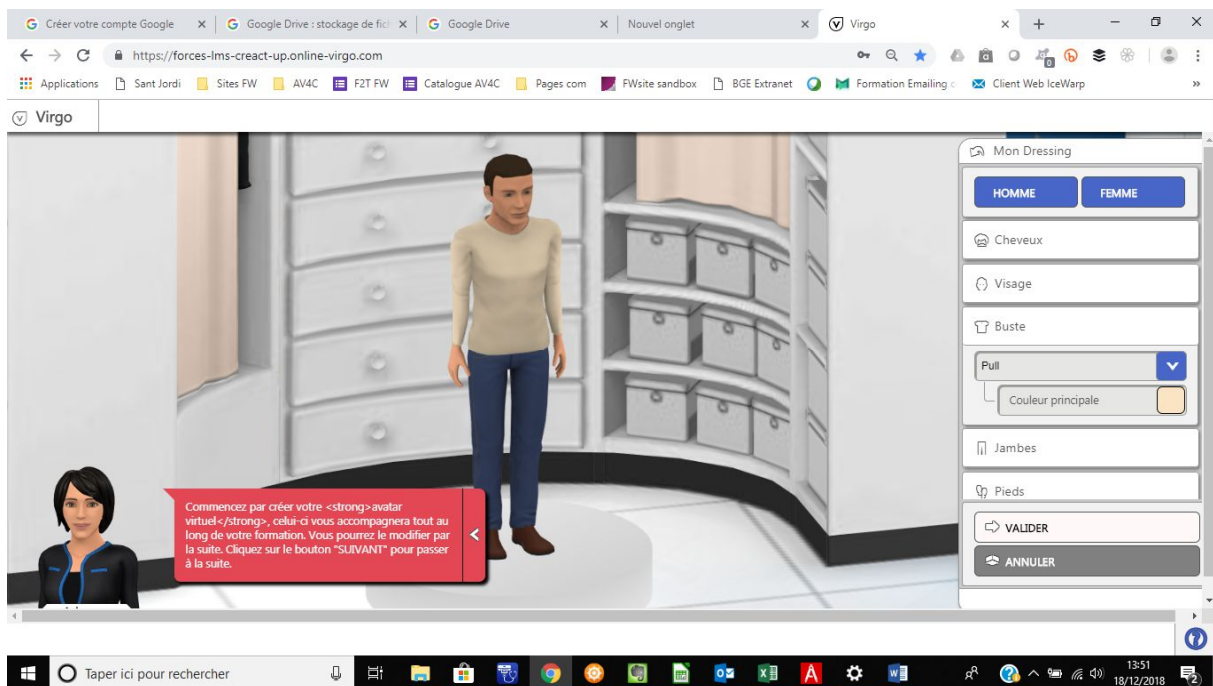 Créer votre compte Google
Google Drive : stockage de fic
Google Drive
Nouvel onglet
Virgo
https://forces-lms-creact-up.online-virgo.com
Applications
Sant Jordi
Sites FW
AV4C
F2T FW
Catalogue AV4C
Pages com
FWsite sandbox
BGE Extranet
Formation Emailing
Client Web IceWarp
Virgo
Mon Dressing
HOMME
FEMME
Cheveux
Visage
Buste
Pull
Couleur principale
Jambes
Pieds
VALIDER
ANNULER
Commencez par créer votre <strong>avatar
virtuel</strong>, celui-ci vous accompagnera tout au
long de votre formation. Vous pourrez le modifier par
la suite. Cliquez sur le bouton "SUIVANT" pour passer
à la suite.
Taper ici pour rechercher
13:51
18/12/2018